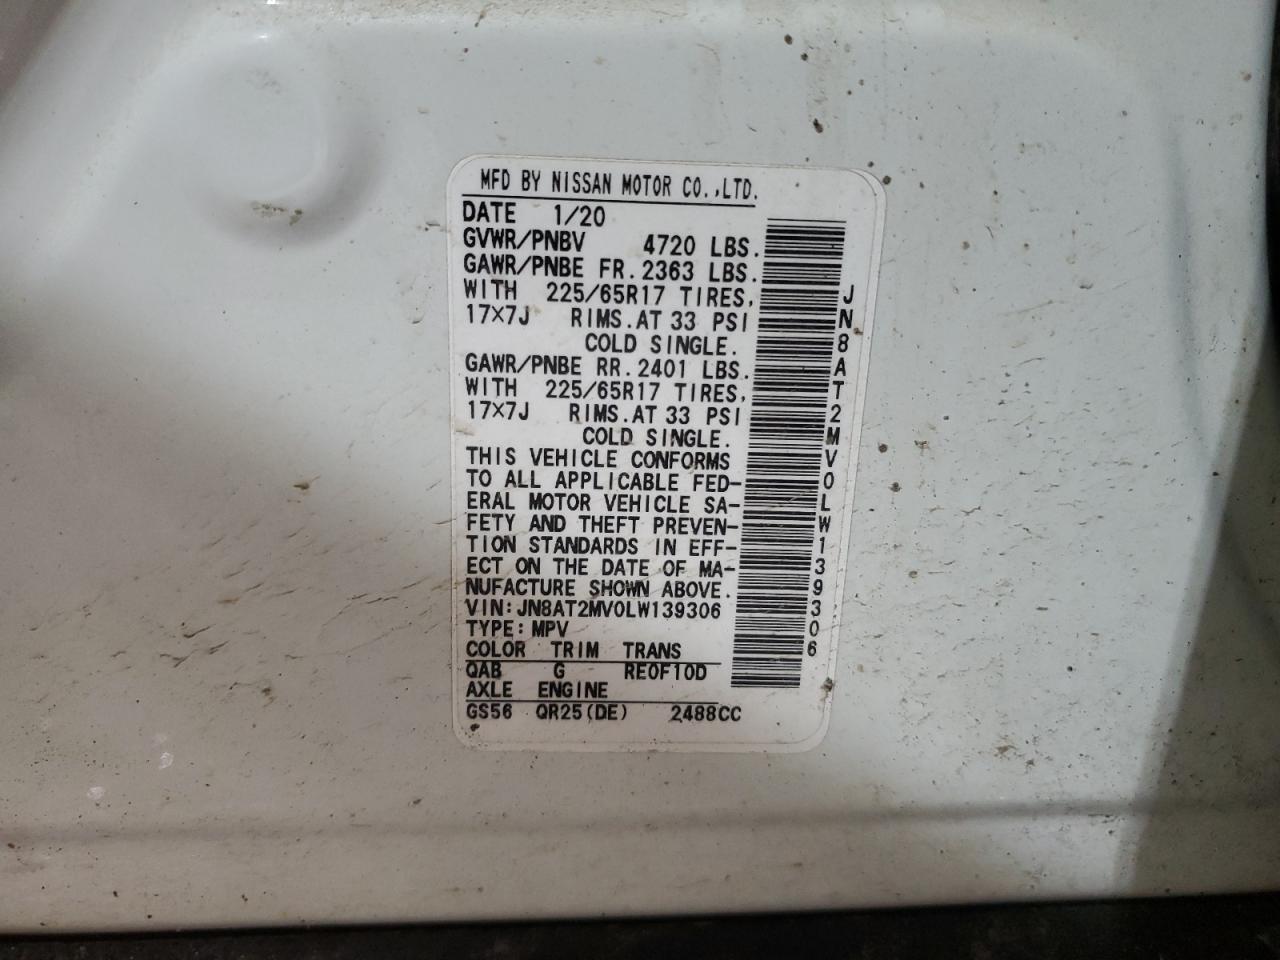 MFD BY NISSAN MOTOR CO.,LTD.
DATE 1/20
GVWR/PNBV 4720 LBS.
GAWR/PNBE FR.2363 LBS.
WITH 225/65R17 TIRES,
17×7J RIMS.AT 33 PSI
COLD SINGLE.
GAWR/PNBE RR.2401 LBS.
WITH 225/65R17 TIRES,
17×7J RIMS.AT 33 PSI
COLD SINGLE.
THIS VEHICLE CONFORMS
TO ALL APPLICABLE FED-
ERAL MOTOR VEHICLE SA-
FETY AND THEFT PREVEN-
TION STANDARDS IN EFF-
ECT ON THE DATE OF MA-
NUFACTURE SHOWN ABOVE.
VIN:JN8AT2MV0LW139306
TYPE:MPV
COLOR TRIM TRANS
QAB G RE0F10D
AXLE ENGINE
GS56 QR25(DE) 2488CC
JN8AT2MV0LW139306